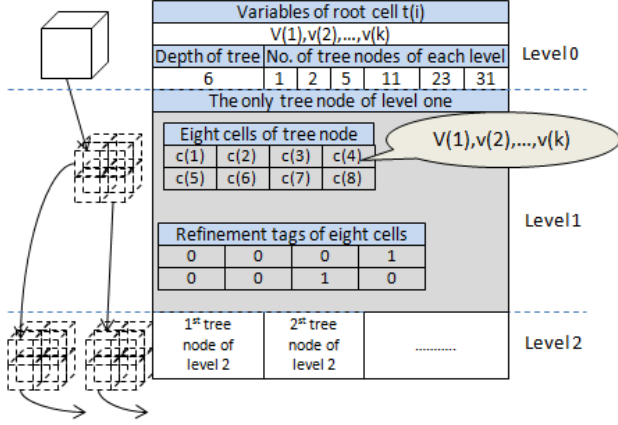 Variables of root cell t(i)
V(1),v(2),...,v(k)
Depth of tree No. of tree nodes of each level
6 1 2 5 11 23 31
Level 0
The only tree node of level one
Eight cells of tree node
c(1) c(2) c(3) c(4)
c(5) c(6) c(7) c(8)
V(1),v(2),...,v(k)
Level 1
Refinement tags of eight cells
0 0 0 1
0 0 1 0
1st tree
node of
level 2
2st tree
node of
level 2
............
Level 2